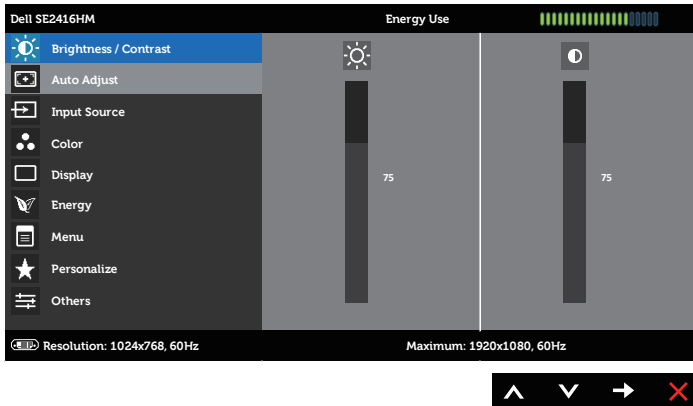 Dell SE2416HM Energy Use
Brightness / Contrast
Auto Adjust
Input Source
Color
Display 75 75
Energy
Menu
Personalize
Others
Resolution: 1024x768, 60Hz Maximum: 1920x1080, 60Hz